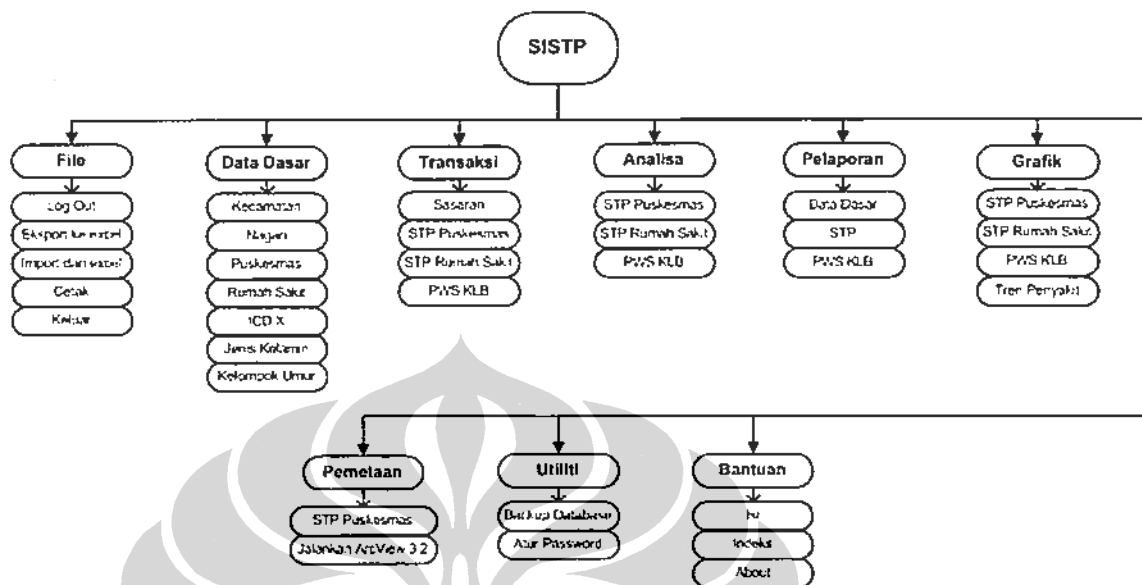 SISTP
File
Log Out
Eksport ke excel
Import dari excel
Cetak
Keluar
Data Dasar
Kecamatan
Nagari
Puskesmas
Rumah Sakit
ICD X
Jenis Kelamin
Kelompok Umur
Transaksi
Sasaran
STP Puskesmas
STP Rumah Sakit
PWS KLB
Analisa
STP Puskesmas
STP Rumah Sakit
PWS KLB
Pelaporan
Data Dasar
STP
PWS KLB
Grafik
STP Puskesmas
STP Rumah Sakit
PWS KLB
Tren Penyakit
Pemetaan
STP Puskesmas
Jalankan ArcView 3.2
Utiliti
Backup Database
Atur Password
Bantuan
Isi
Indeks
About